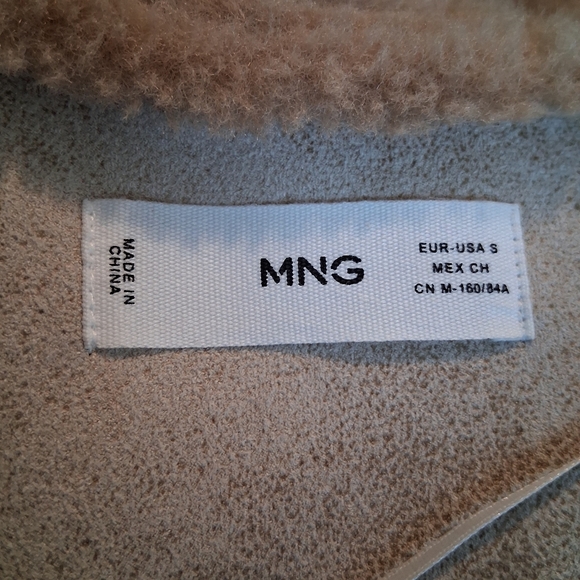 MADE IN
CHINA
MNG
EUR-USA S
MEX CH
CN M-160/84A